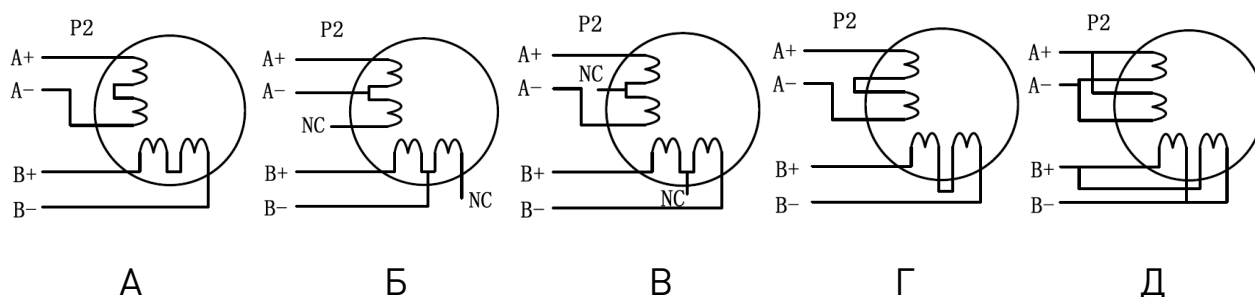 P2
A+
A-
B+
B-
А
P2
A+
A-
NC
B+
B-
NC
Б
P2
A+
NC
A-
B+
NC
B-
В
P2
A+
A-
B+
B-
Г
P2
A+
A-
B+
B-
Д